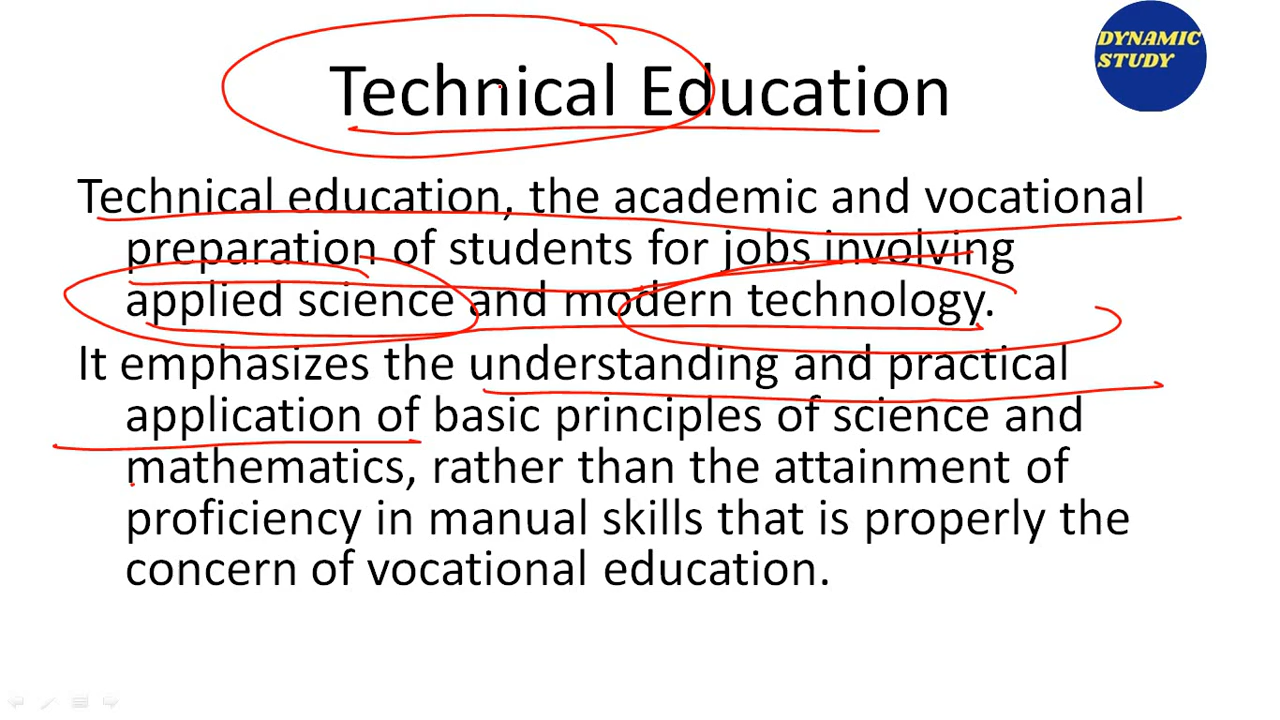 DYNAMIC
STUDY
Technical Education
Technical education, the academic and vocational
preparation of students for jobs involving
applied science and modern technology.
It emphasizes the understanding and practical
application of basic principles of science and
mathematics, rather than the attainment of
proficiency in manual skills that is properly the
concern of vocational education.